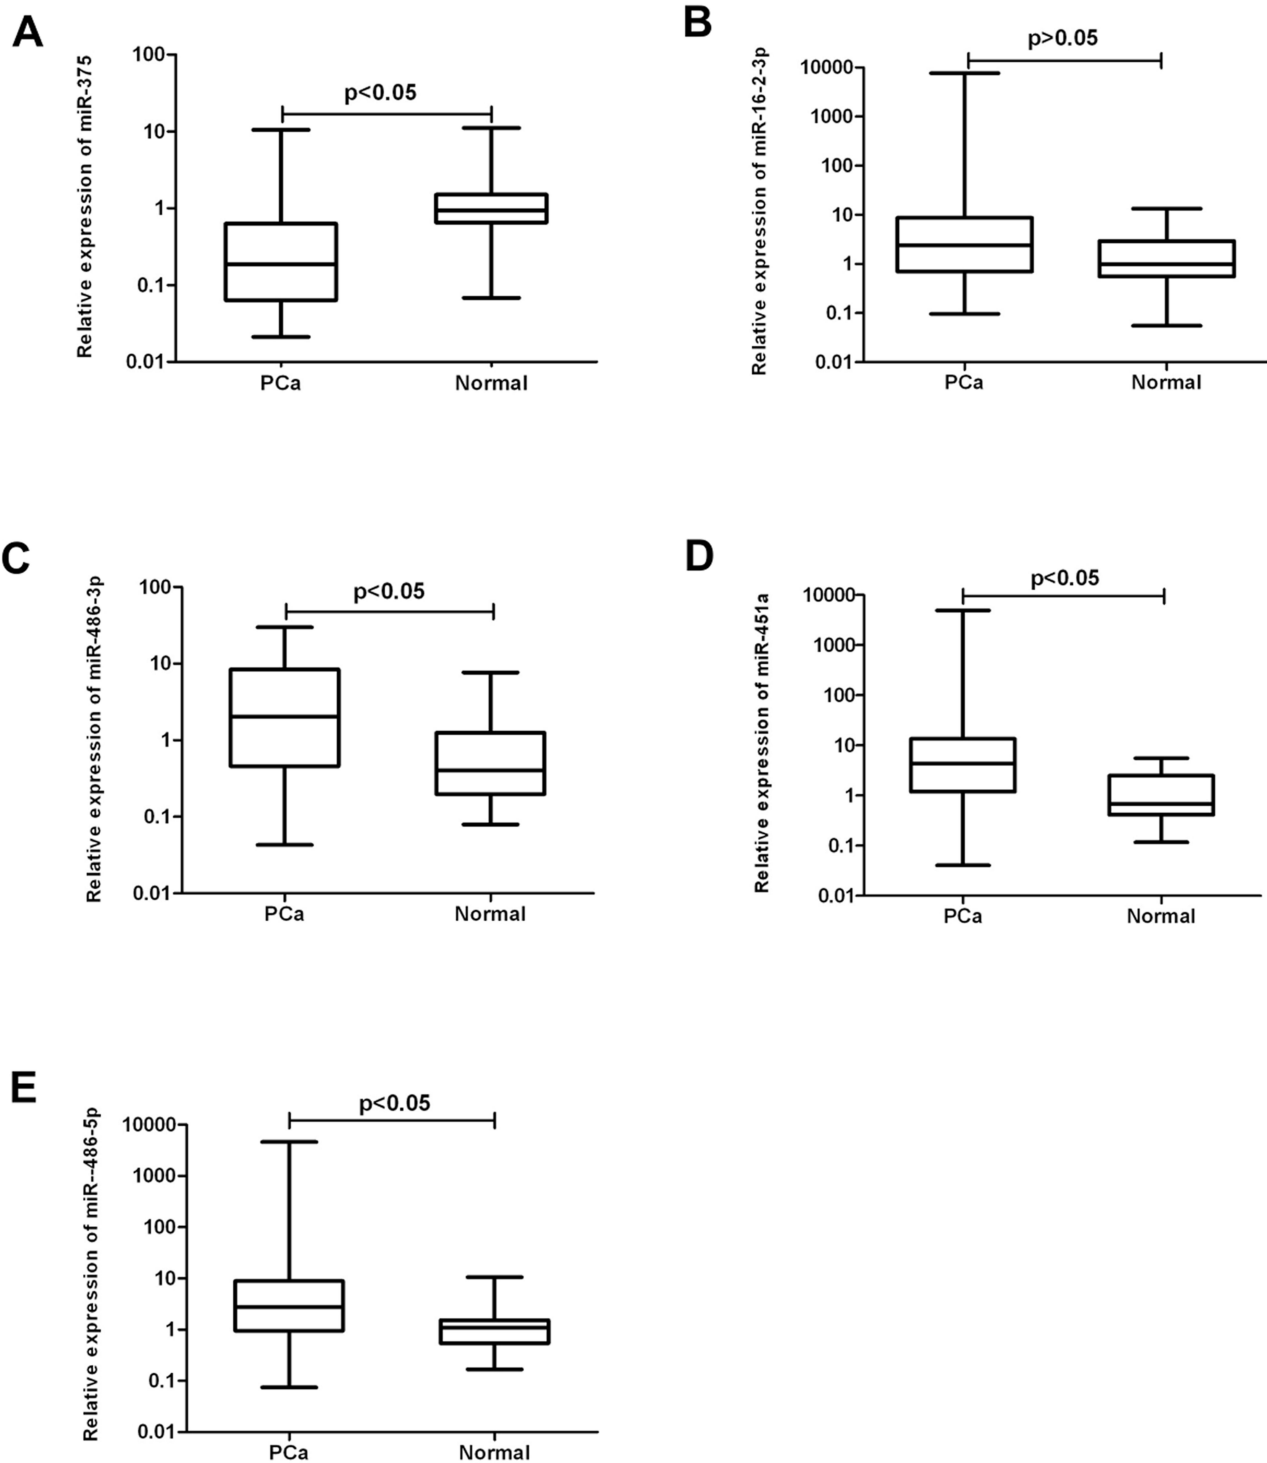 A
Relative expression of miR-375
100
10
1
0.1
0.01
p<0.05
PCa
Normal
B
Relative expression of miR-16-2-3p
10000
1000
100
10
1
0.1
0.01
p>0.05
PCa
Normal
C
Relative expression of miR-486-3p
100
10
1
0.1
0.01
p<0.05
PCa
Normal
D
Relative expression of miR-451a
10000
1000
100
10
1
0.1
0.01
p<0.05
PCa
Normal
E
Relative expression of miR--486-5p
10000
1000
100
10
1
0.1
0.01
p<0.05
PCa
Normal